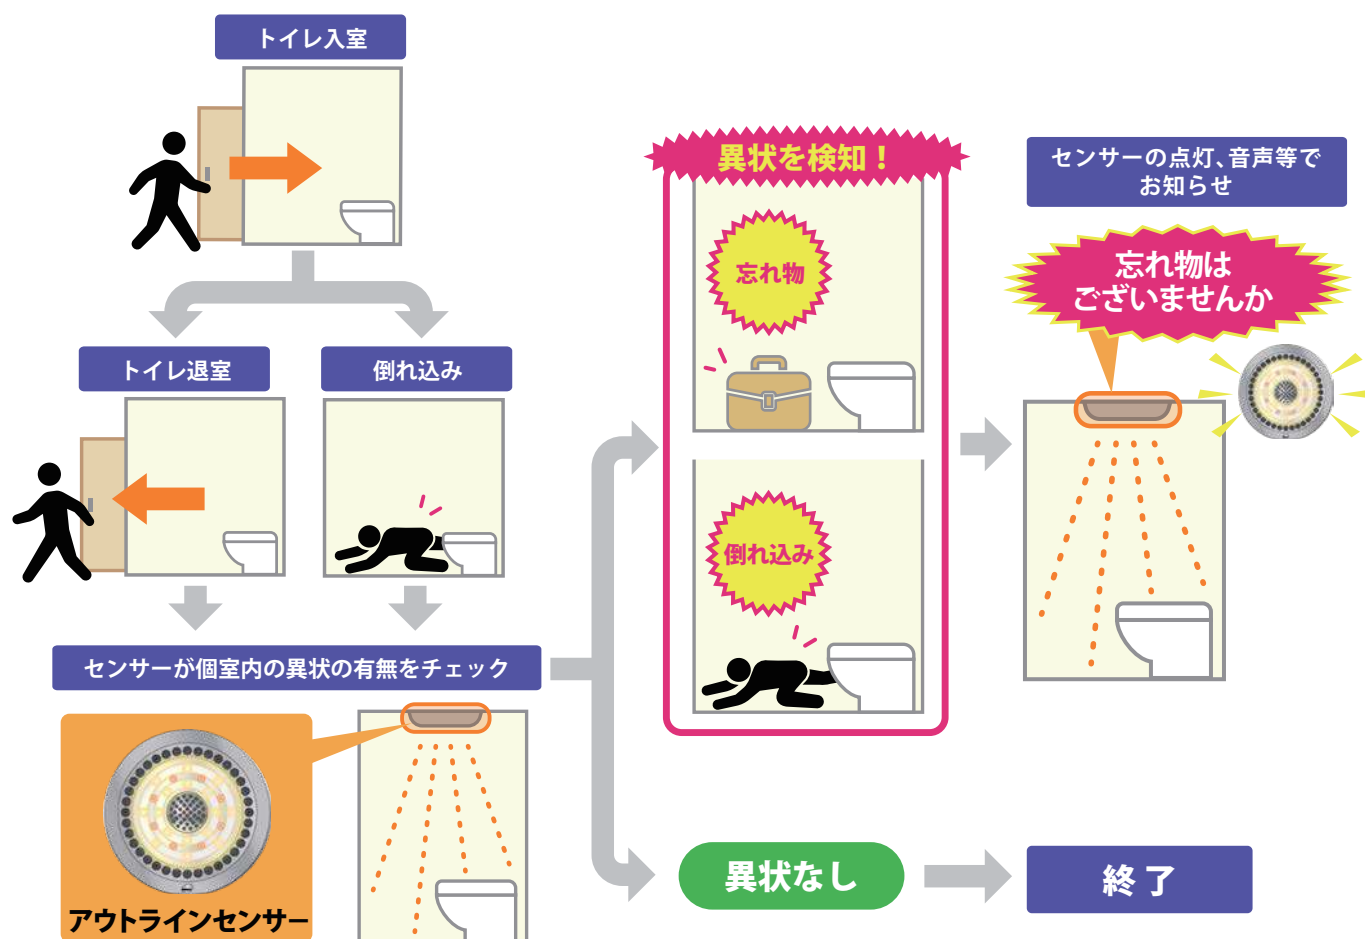 トイレ入室
トイレ退室
倒れ込み
センサーが個室内の異状の有無をチェック
アウトラインセンサー
異状を検知！
忘れ物
倒れ込み
センサーの点灯、音声等で
お知らせ
忘れ物は
ございませんか
異状なし
終了